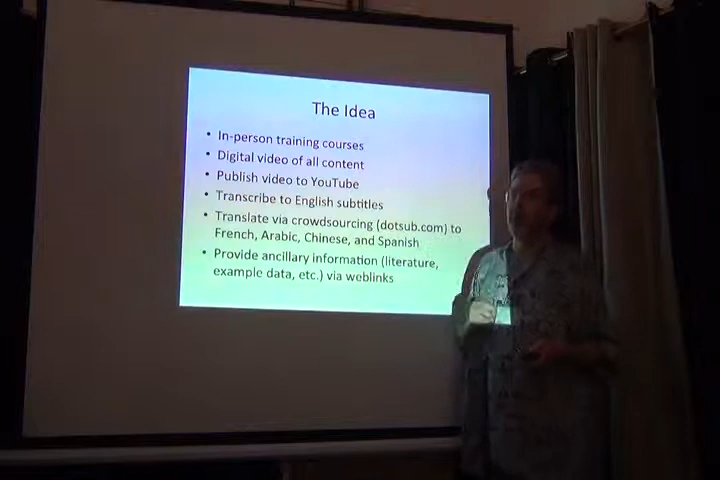 The Idea
• In-person training courses
• Digital video of all content
• Publish video to YouTube
• Transcribe to English subtitles
• Translate via crowdsourcing (dotsub.com) to
French, Arabic, Chinese, and Spanish
• Provide ancillary information (literature,
example data, etc.) via weblinks